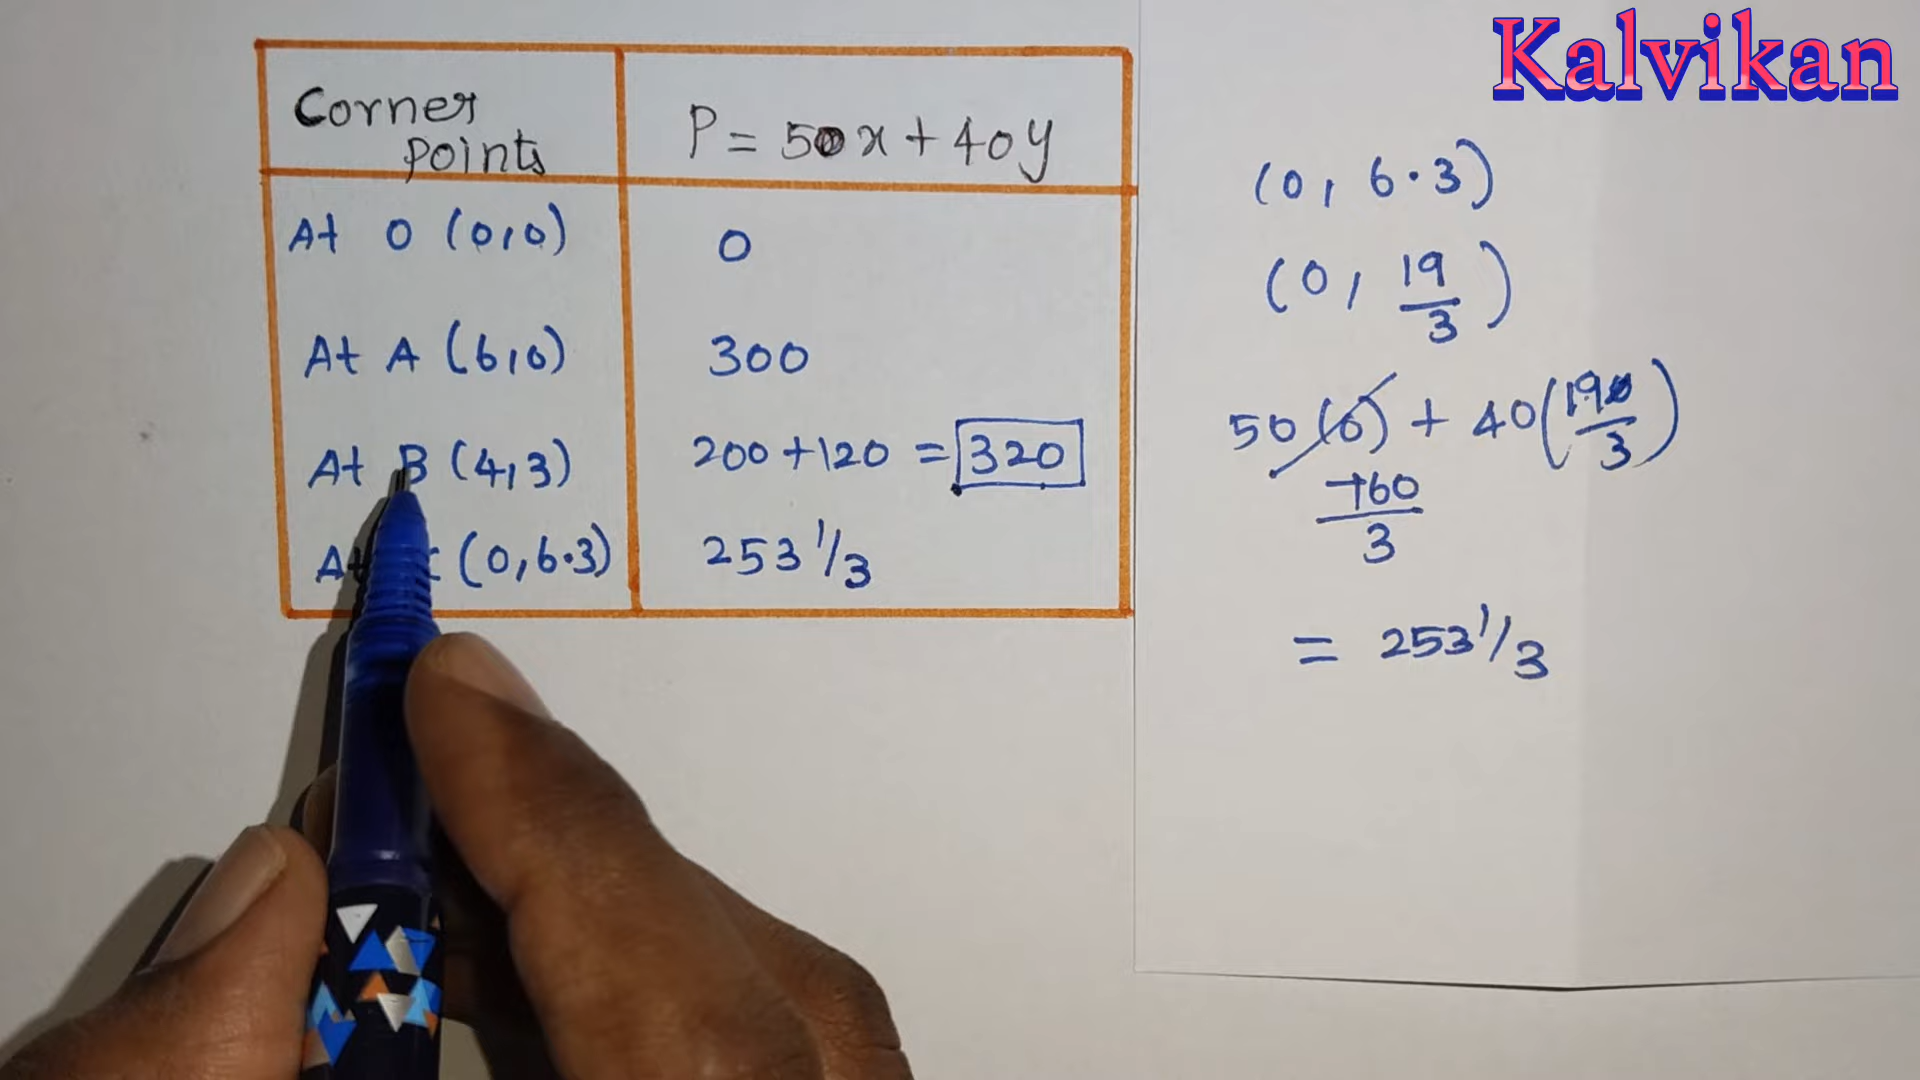 Kalvikan
Corner points
P = 50x + 40y
At O (0,0)
0
At A (6,0)
300
At B (4,3)
200 + 120 = 320
(0, 6.3)
253 1/3
(0, 6.3)
(0, 19/3)
50(0) + 40(19/3)
760/3
= 253 1/3